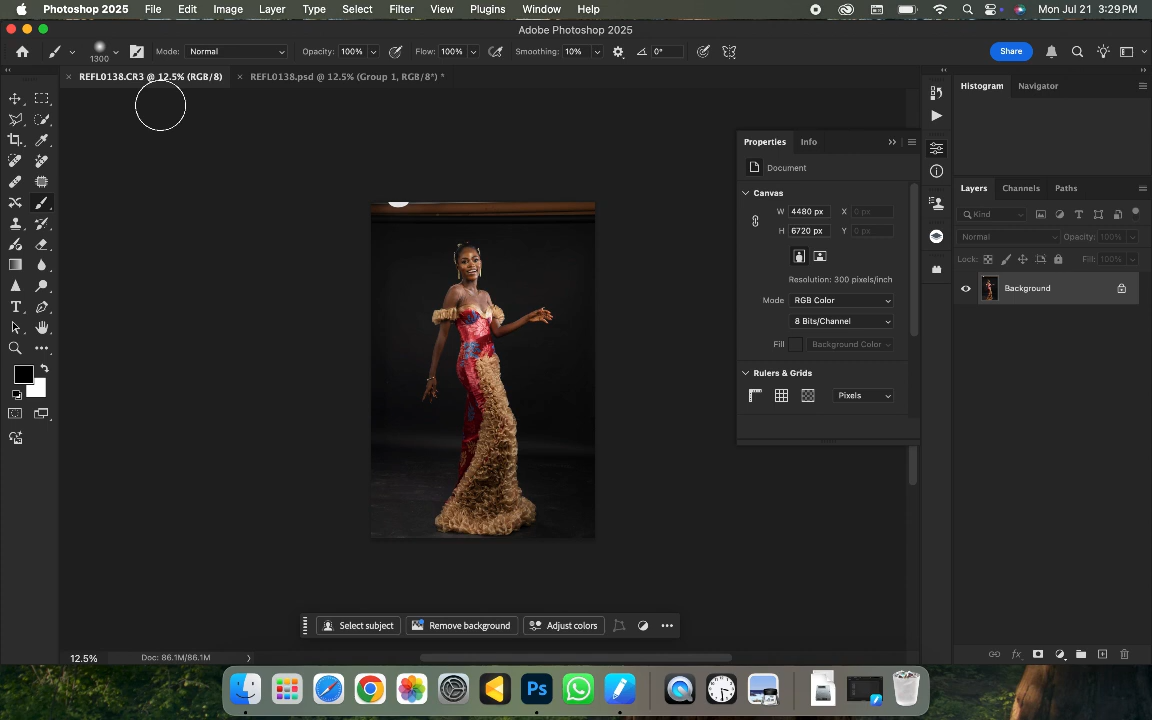 Photoshop 2025 File Edit Image Layer Type Select Filter View Plugins Window Help Mon Jul 21 3:29 PM
Adobe Photoshop 2025
1300 Mode: Normal Opacity: 100% Flow: 100% Smoothing: 10% 0° Share
× REFL0138.CR3 @ 12.5% (RGB/8) × REFL0138.psd @ 12.5% (Group 1, RGB/8*) *
Histogram Navigator
Properties Info
Document
Canvas
W 4480 px X 0 px
H 6720 px Y 0 px
Resolution: 300 pixels/inch
Mode RGB Color
8 Bits/Channel
Fill Background Color
Rulers & Grids
Pixels
Layers Channels Paths
Kind
Normal Opacity: 100%
Lock: Fill: 100%
Background
Select subject Remove background Adjust colors
12.5% Doc: 86.1M/86.1M
Ps